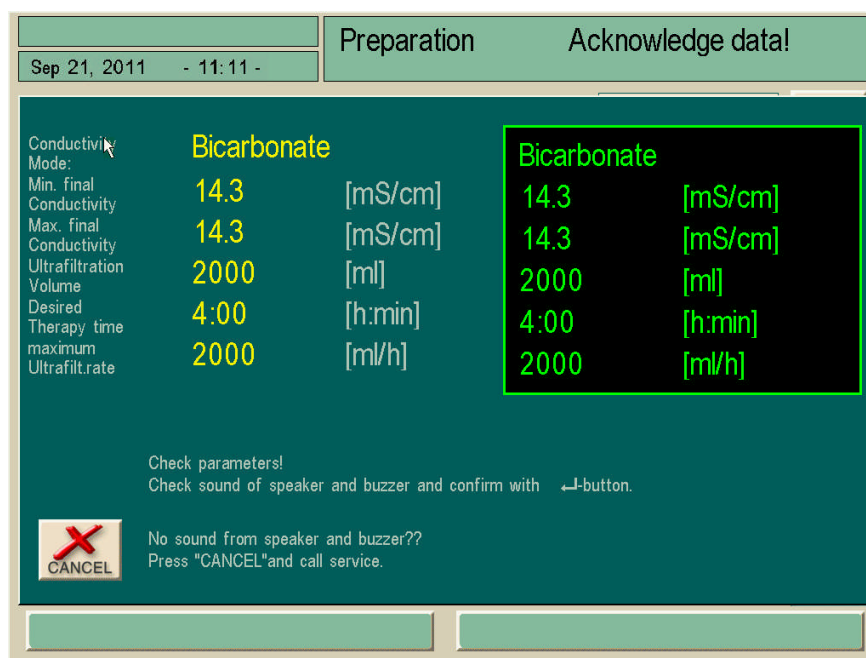 Preparation Acknowledge data!
Sep 21, 2011 - 11:11 -
Conductivity
Mode:
Bicarbonate
Bicarbonate
Min. final
Conductivity
14.3 [mS/cm]
14.3 [mS/cm]
Max. final
Conductivity
14.3 [mS/cm]
14.3 [mS/cm]
Ultrafiltration
Volume
2000 [ml]
2000 [ml]
Desired
Therapy time
4:00 [h:min]
4:00 [h:min]
maximum
Ultrafilt.rate
2000 [ml/h]
2000 [ml/h]
Check parameters!
Check sound of speaker and buzzer and confirm with ↵-button.
No sound from speaker and buzzer??
Press "CANCEL"and call service.
CANCEL